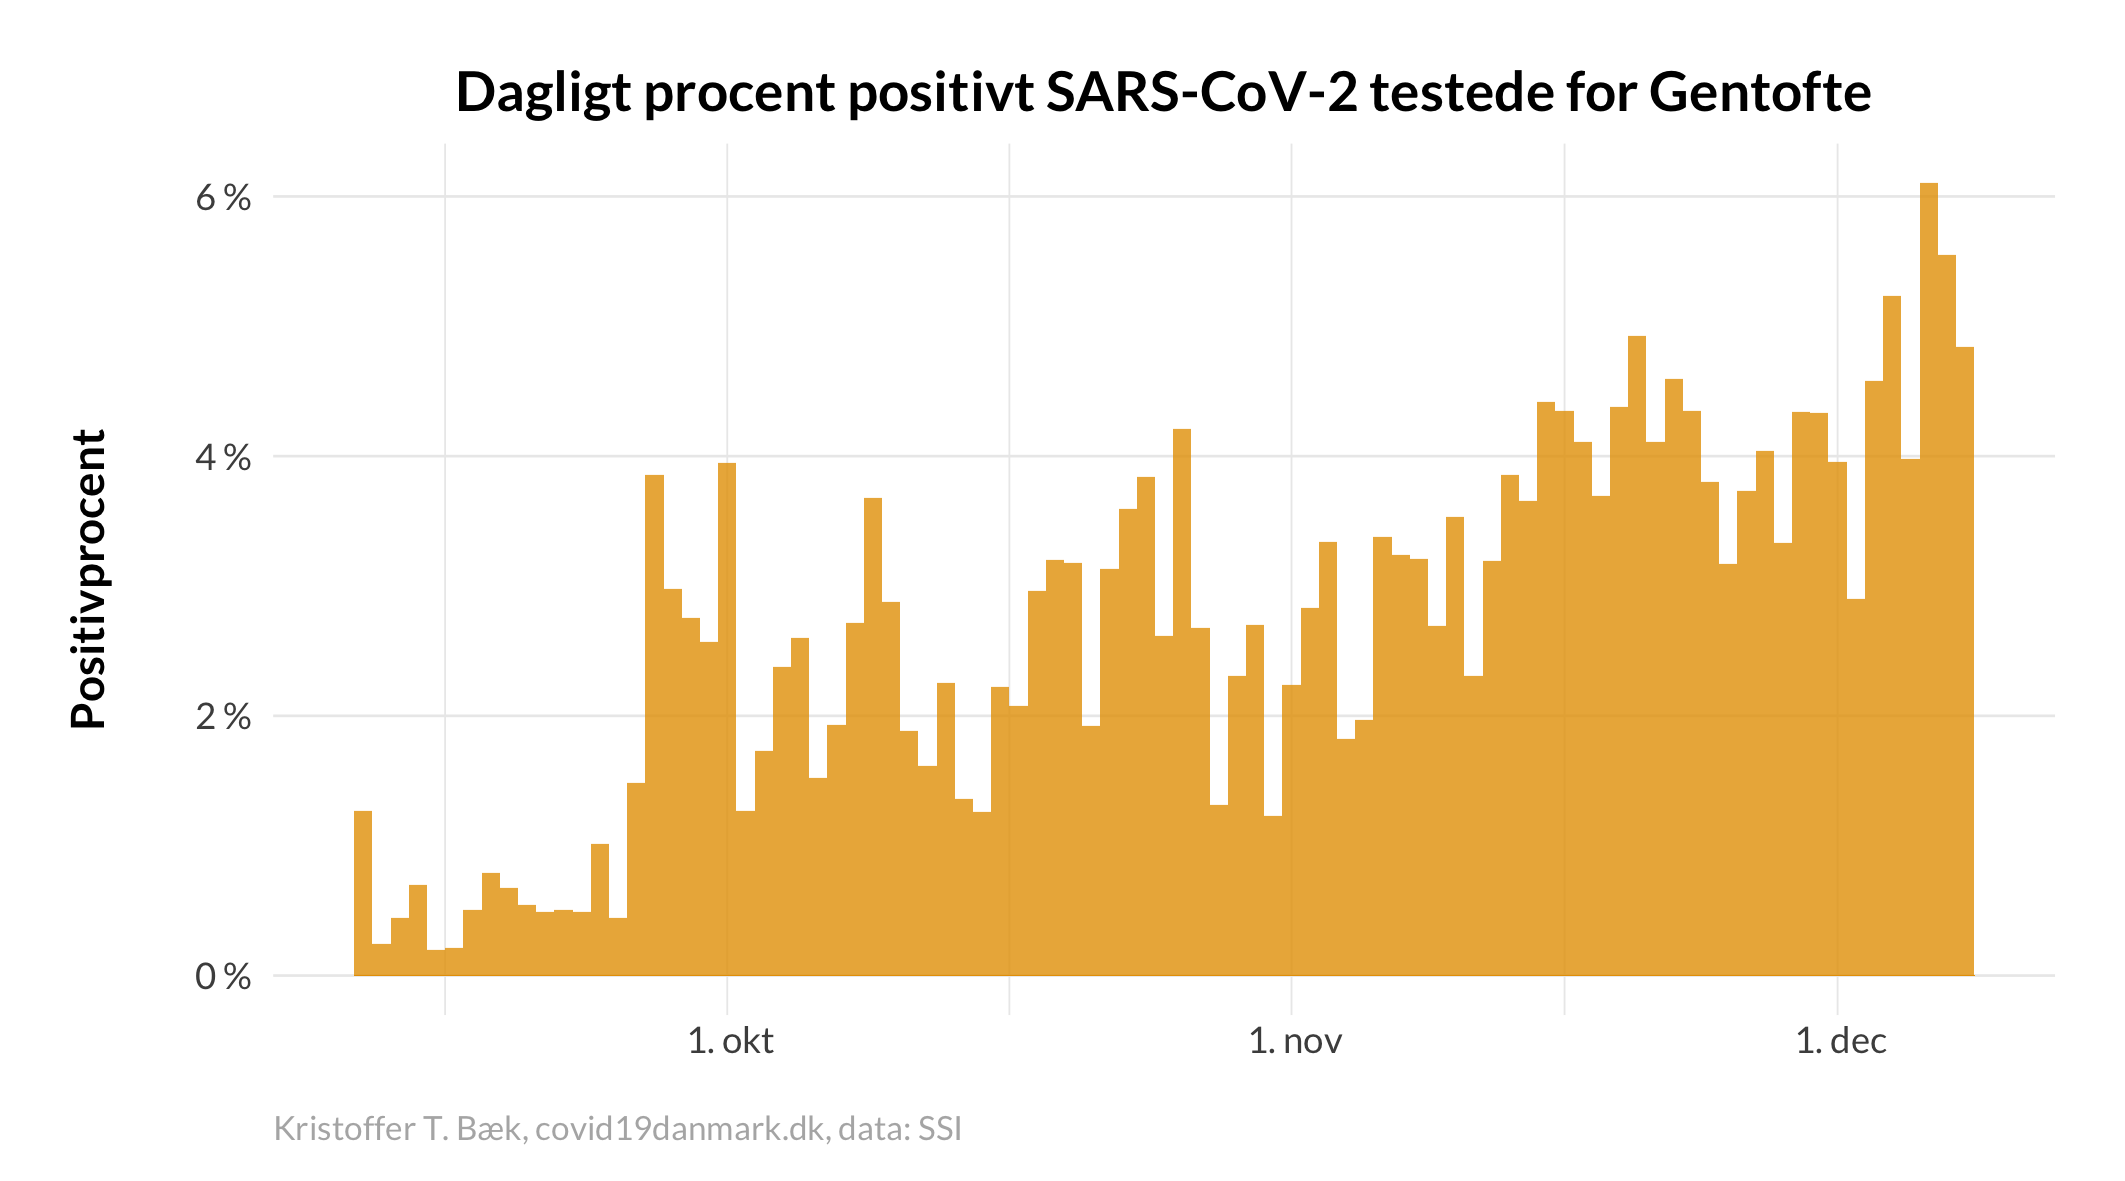 Dagligt procent positivt SARS-CoV-2 testede for Gentofte
Positivprocent
6 %
4 %
2 %
0 %
1. okt
1. nov
1. dec
Kristoffer T. Bæk, covid19danmark.dk, data: SSI